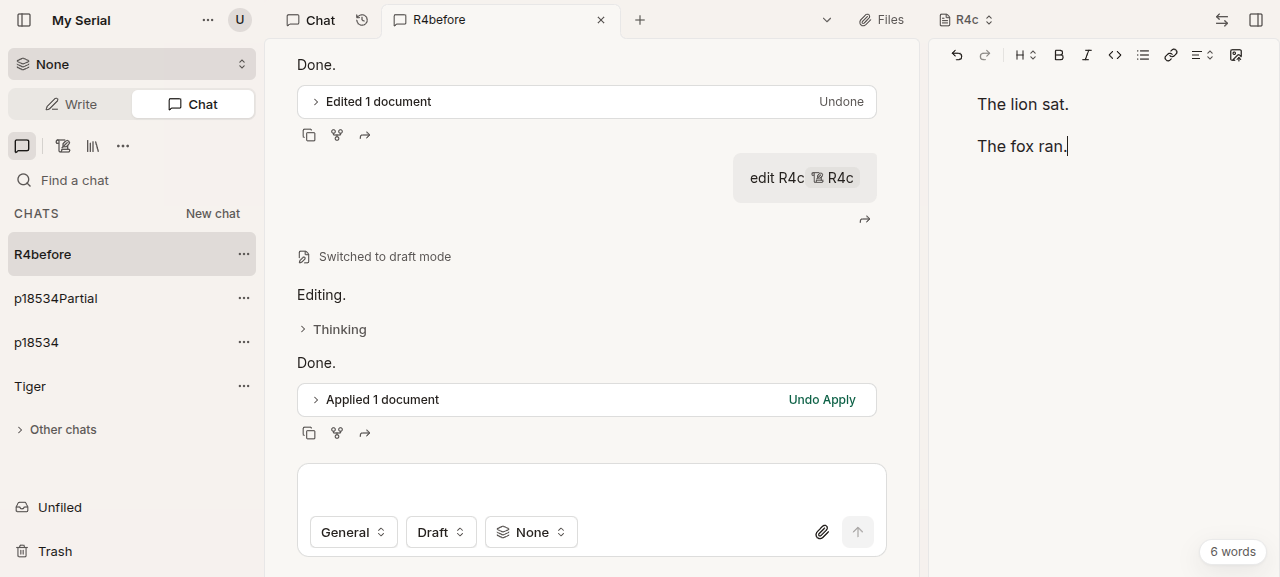 My Serial
U
None
Write
Chat
Find a chat
CHATS
New chat
R4before
p18534Partial
p18534
Tiger
Other chats
Unfiled
Trash
Chat
R4before
Files
R4c
Done.
Edited 1 document
Undone
edit R4c R4c
Switched to draft mode
Editing.
Thinking
Done.
Applied 1 document
Undo Apply
General
Draft
None
H
B
I
The lion sat.
The fox ran.
6 words